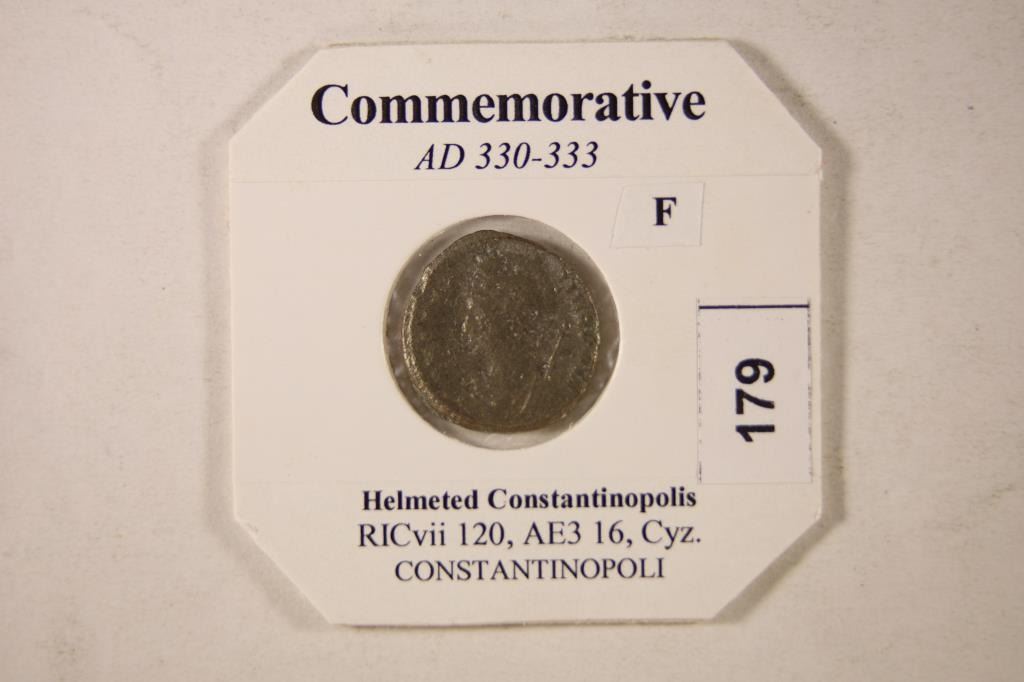 Commemorative
AD 330-333
F
179
Helmeted Constantinopolis
RICvii 120, AE3 16, Cyz.
CONSTANTINOPOLI